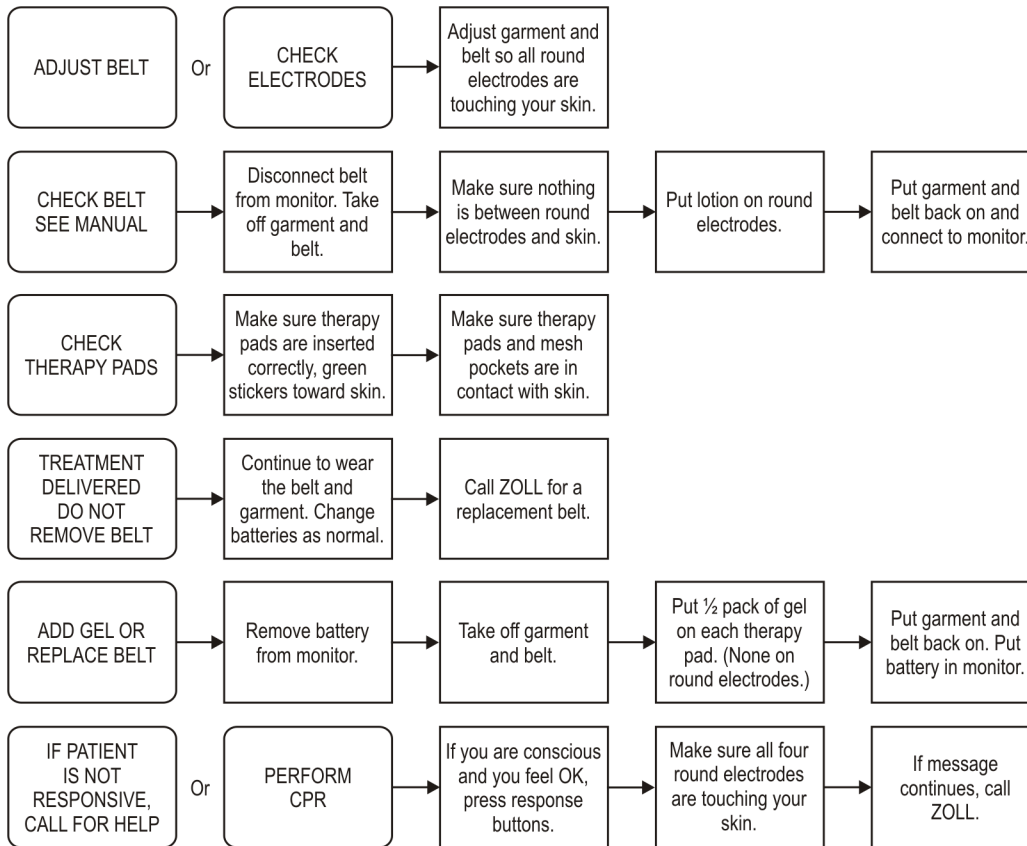 ADJUST BELT
Or
CHECK
ELECTRODES
Adjust garment and
belt so all round
electrodes are
touching your skin.
CHECK BELT
SEE MANUAL
Disconnect belt
from monitor. Take
off garment and
belt.
Make sure nothing
is between round
electrodes and skin.
Put lotion on round
electrodes.
Put garment and
belt back on and
connect to monitor.
CHECK
THERAPY PADS
Make sure therapy
pads are inserted
correctly, green
stickers toward skin.
Make sure therapy
pads and mesh
pockets are in
contact with skin.
TREATMENT
DELIVERED
DO NOT
REMOVE BELT
Continue to wear
the belt and
garment. Change
batteries as normal.
Call ZOLL for a
replacement belt.
ADD GEL OR
REPLACE BELT
Remove battery
from monitor.
Take off garment
and belt.
Put ½ pack of gel
on each therapy
pad. (None on
round electrodes.)
Put garment and
belt back on. Put
battery in monitor.
IF PATIENT
IS NOT
RESPONSIVE,
CALL FOR HELP
Or
PERFORM
CPR
If you are conscious
and you feel OK,
press response
buttons.
Make sure all four
round electrodes
are touching your
skin.
If message
continues, call
ZOLL.